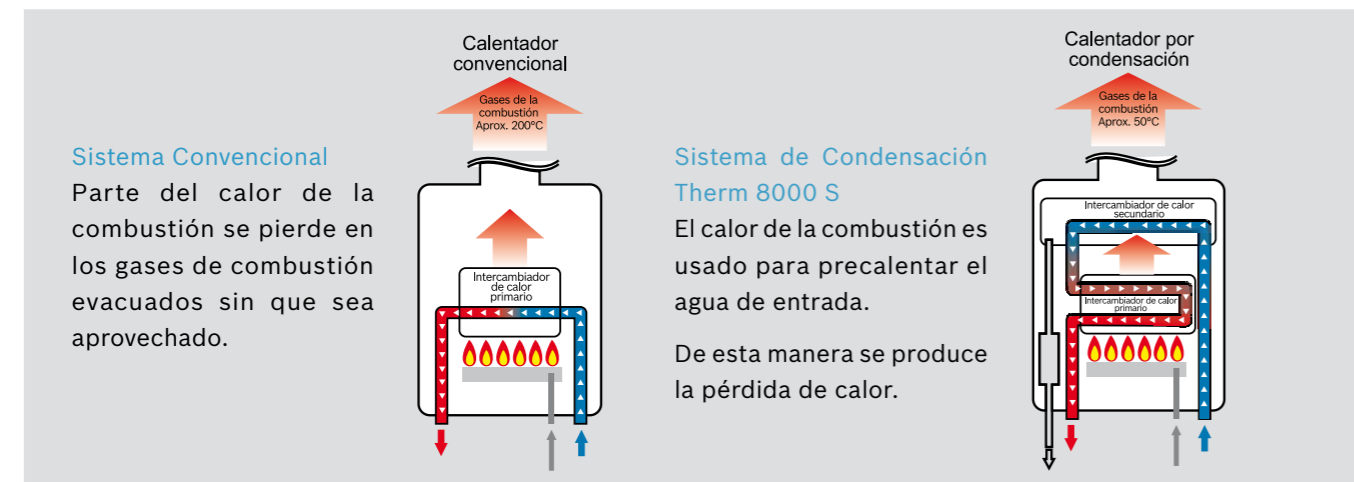 Sistema Convencional
Parte del calor de la
combustión se pierde en
los gases de combustión
evacuados sin que sea
aprovechado.
Calentador
convencional
Gases de la
combustión
Aprox. 200°C
Intercambiador
de calor
primario
Sistema de Condensación
Therm 8000 S
El calor de la combustión es
usado para precalentar el
agua de entrada.
De esta manera se produce
la pérdida de calor.
Calentador por
condensación
Gases de la
combustión
Aprox. 50°C
Intercambiador de calor
secundario
Intercambiador de calor
primario